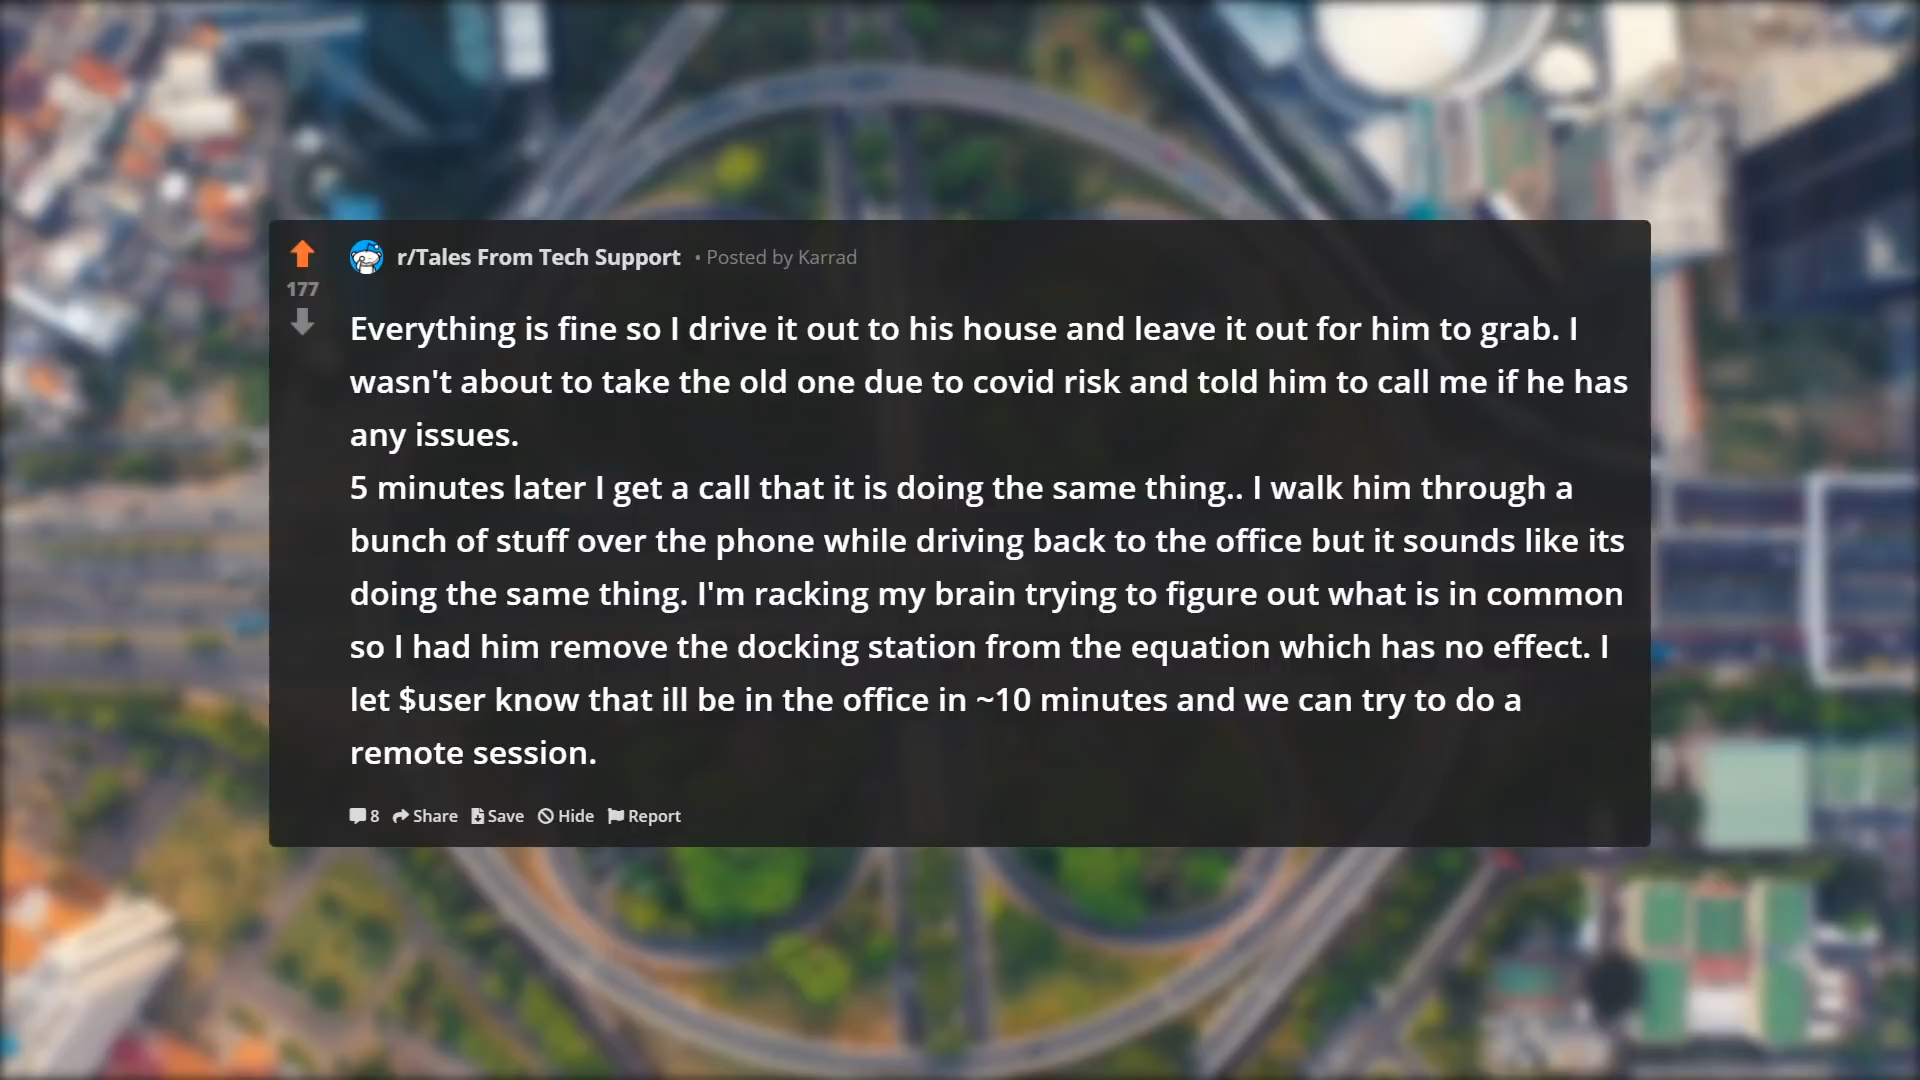 r/Tales From Tech Support • Posted by Karrad
177
Everything is fine so I drive it out to his house and leave it out for him to grab. I
wasn't about to take the old one due to covid risk and told him to call me if he has
any issues.
5 minutes later I get a call that it is doing the same thing.. I walk him through a
bunch of stuff over the phone while driving back to the office but it sounds like its
doing the same thing. I'm racking my brain trying to figure out what is in common
so I had him remove the docking station from the equation which has no effect. I
let $user know that ill be in the office in ~10 minutes and we can try to do a
remote session.
8 Share Save Hide Report